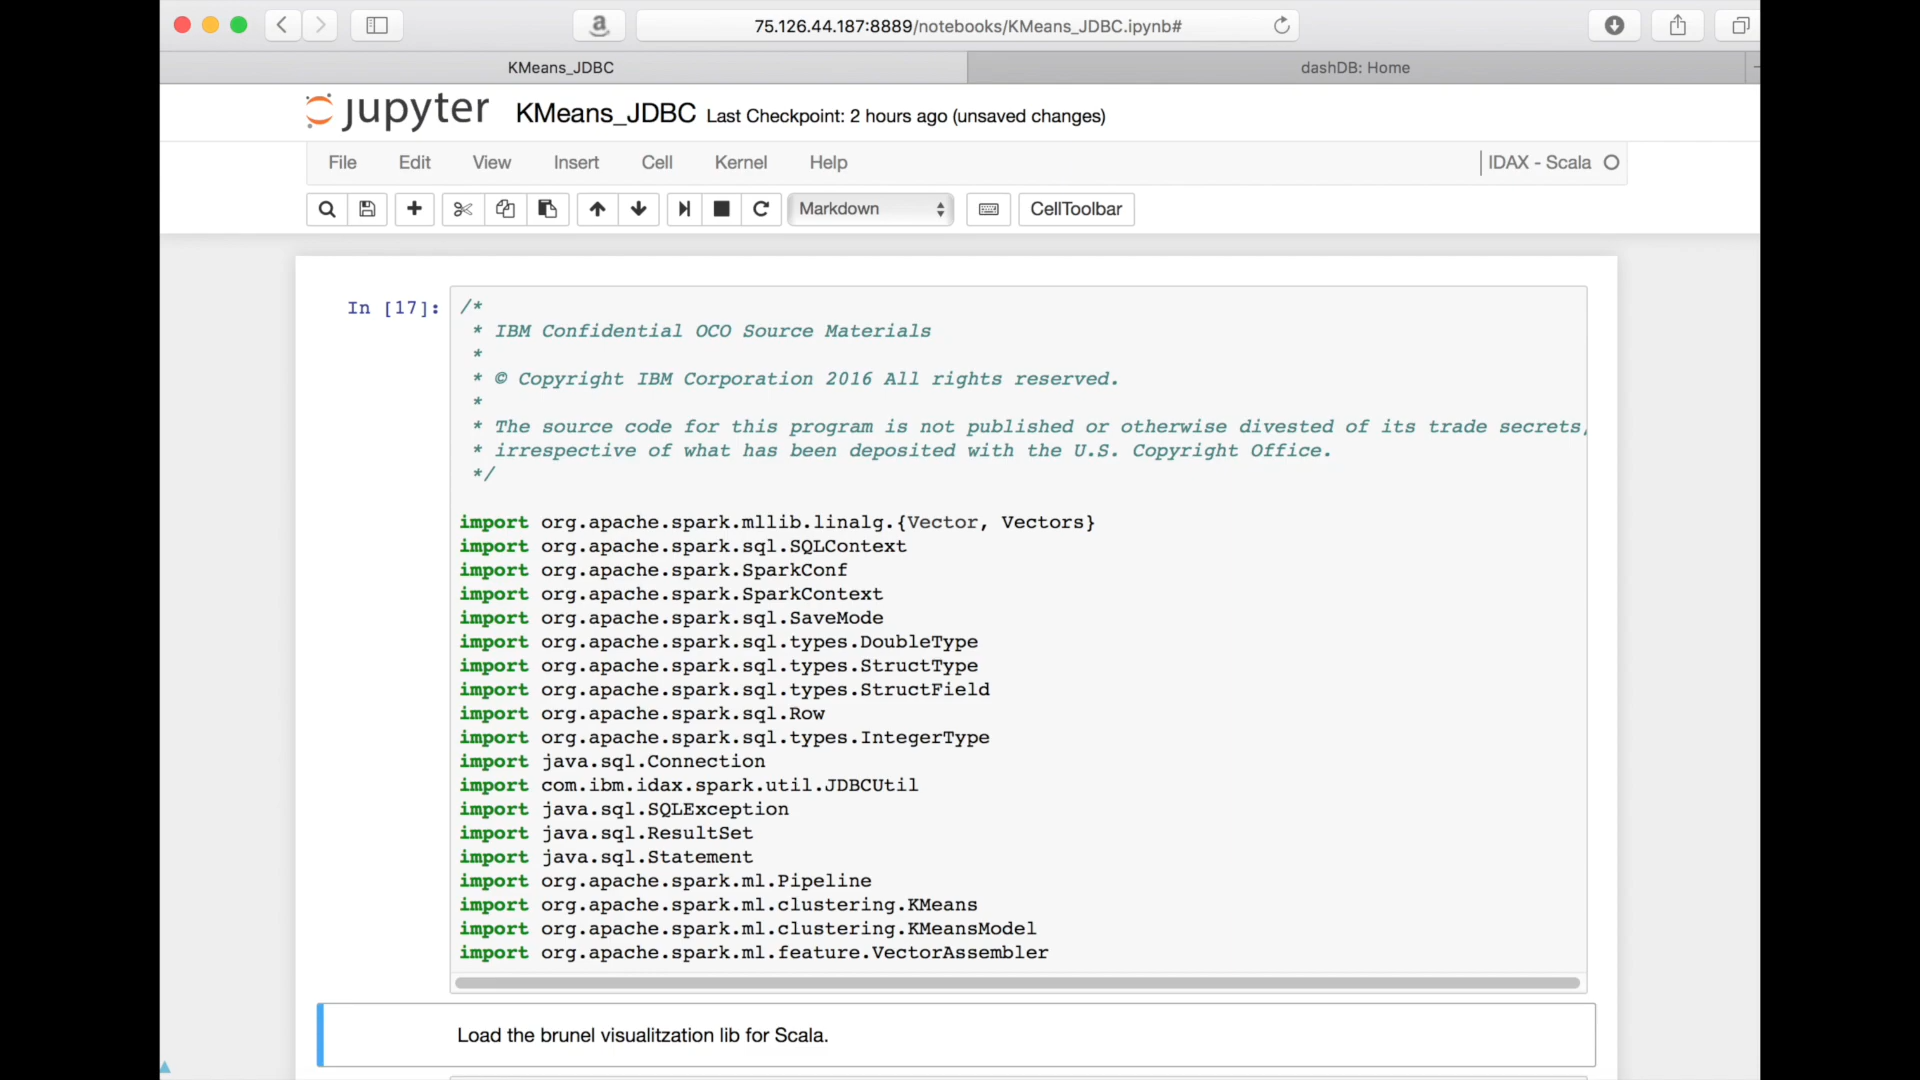 75.126.44.187:8889/notebooks/KMeans_JDBC.ipynb#
KMeans_JDBC
dashDB: Home
jupyter KMeans_JDBC Last Checkpoint: 2 hours ago (unsaved changes)
File Edit View Insert Cell Kernel Help IDAX - Scala
Markdown CellToolbar
In [17]: /*
* IBM Confidential OCO Source Materials
*
* © Copyright IBM Corporation 2016 All rights reserved.
*
* The source code for this program is not published or otherwise divested of its trade secrets,
* irrespective of what has been deposited with the U.S. Copyright Office.
*/
import org.apache.spark.mllib.linalg.{Vector, Vectors}
import org.apache.spark.sql.SQLContext
import org.apache.spark.SparkConf
import org.apache.spark.SparkContext
import org.apache.spark.sql.SaveMode
import org.apache.spark.sql.types.DoubleType
import org.apache.spark.sql.types.StructType
import org.apache.spark.sql.types.StructField
import org.apache.spark.sql.Row
import org.apache.spark.sql.types.IntegerType
import java.sql.Connection
import com.ibm.idax.spark.util.JDBCUtil
import java.sql.SQLException
import java.sql.ResultSet
import java.sql.Statement
import org.apache.spark.ml.Pipeline
import org.apache.spark.ml.clustering.KMeans
import org.apache.spark.ml.clustering.KMeansModel
import org.apache.spark.ml.feature.VectorAssembler
Load the brunel visualitzation lib for Scala.